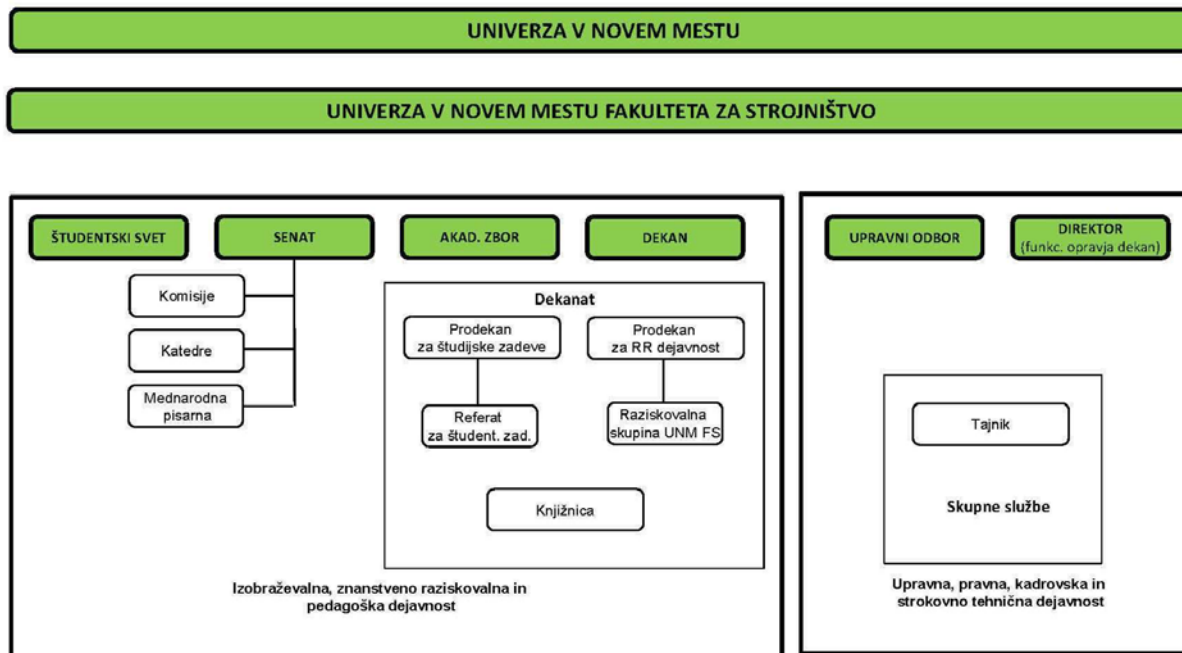 UNIVERZA V NOVEM MESTU
UNIVERZA V NOVEM MESTU FAKULTETA ZA STROJNIŠTVO
ŠTUDENTSKI SVET
SENAT
AKAD. ZBOR
DEKAN
UPRAVNI ODBOR
DIREKTOR
(funkc. opravja dekan)
Komisije
Katedre
Mednarodna
pisarna
Dekanat
Prodekan
za študijske zadeve
Prodekan
za RR dejavnost
Referat
za študent. zad.
Raziskovalna
skupina UNM FS
Knjižnica
Izobraževalna, znanstveno raziskovalna in
pedagoška dejavnost
Tajnik
Skupne službe
Upravna, pravna, kadrovska in
strokovno tehnična dejavnost